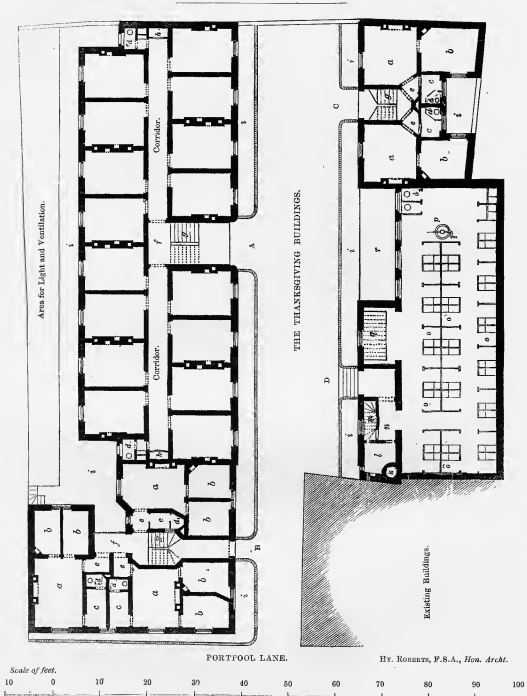 d.
h.
i
a
b
Corridor.
i
e
c
C
g
d
e
c
i
a
b
Area for Light and Ventilation.
THE THANKSGIVING BUILDINGS.
d
p
i
f
g
A
i
r
o
o
Corridor.
q
o
o
D
m
n
d.
h.
i
l
k
o
i
a
b
e
e
d.
b
b
b
f
g
B
e
e
b
a
d
d
a
i
c
c
b
Existing Buildings.
PORTPOOL LANE.
HY. ROBERTS, F.S.A., Hon. Archt.
Scale of feet.
10 0 10 20 30 40 50 60 70 80 90 100